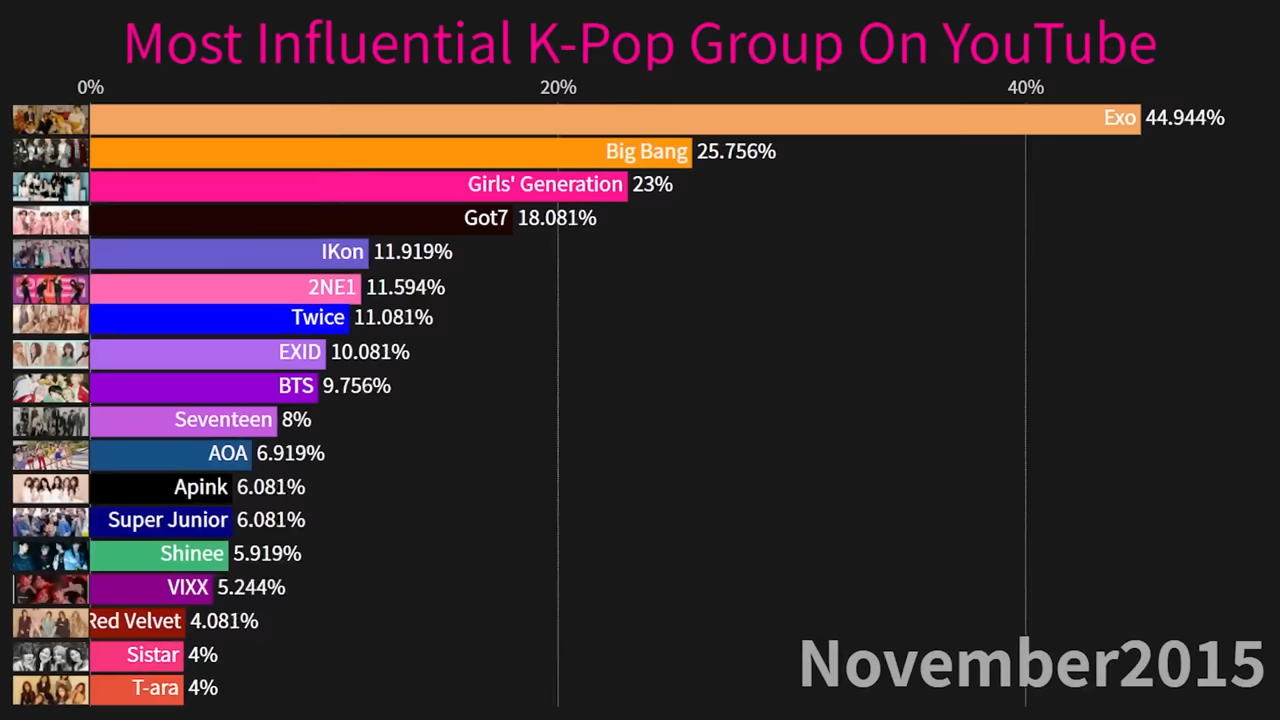 Most Influential K-Pop Group On YouTube
0% 20% 40%
Exo 44.944%
Big Bang 25.756%
Girls' Generation 23%
Got7 18.081%
IKon 11.919%
2NE1 11.594%
Twice 11.081%
EXID 10.081%
BTS 9.756%
Seventeen 8%
AOA 6.919%
Apink 6.081%
Super Junior 6.081%
Shinee 5.919%
VIXX 5.244%
Red Velvet 4.081%
Sistar 4%
T-ara 4%
November2015